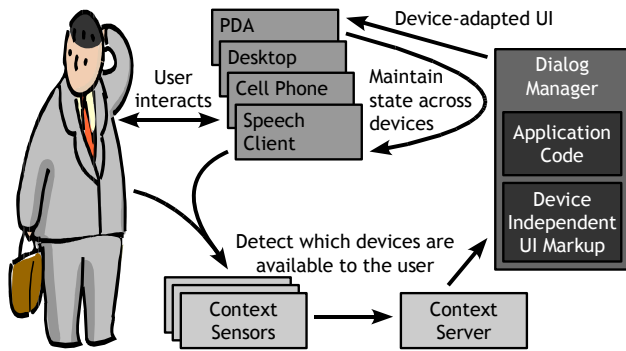 PDA
Desktop
Cell Phone
Speech
Client
User
interacts
Device-adapted UI
Maintain
state across
devices
Dialog
Manager
Application
Code
Device
Independent
UI Markup
Detect which devices are
available to the user
Context
Sensors
Context
Server